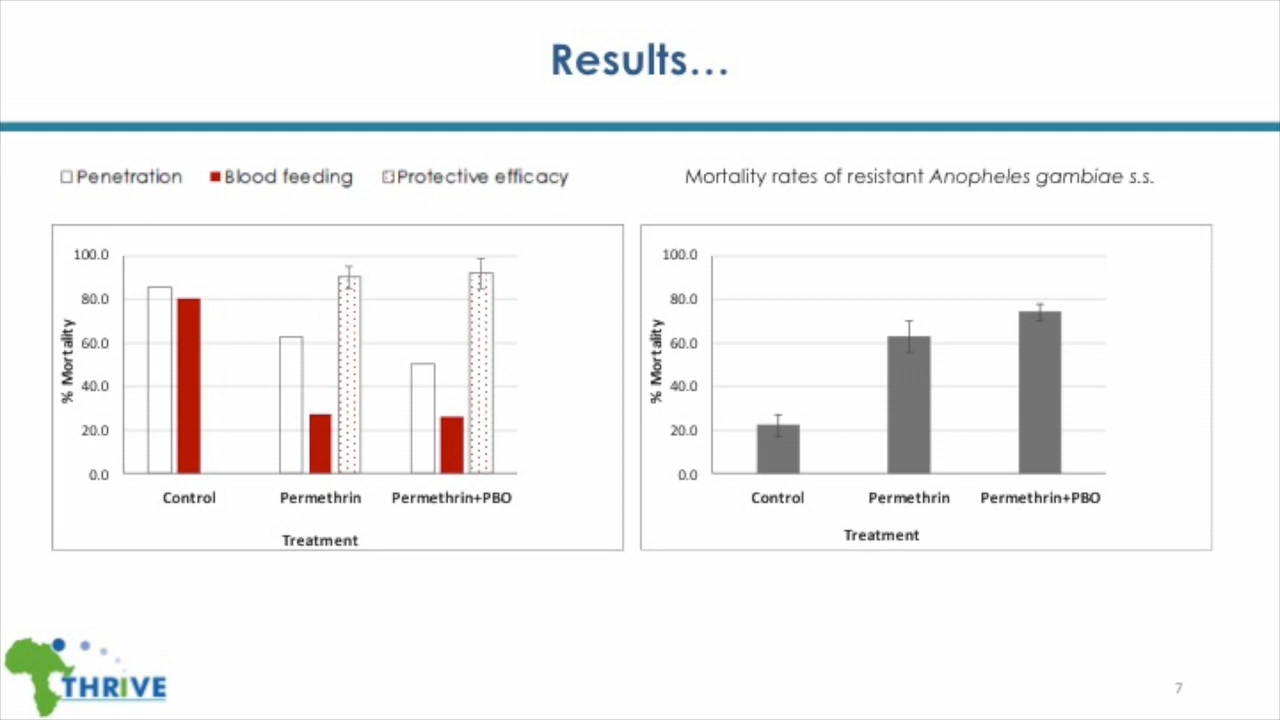 Results...
Penetration Blood feeding Protective efficacy
Mortality rates of resistant Anopheles gambiae s.s.
% Mortality
100.0
80.0
60.0
40.0
20.0
0.0
Control Permethrin Permethrin+PBO
Treatment
% Mortality
100.0
80.0
60.0
40.0
20.0
0.0
Control Permethrin Permethrin+PBO
Treatment
THRiVE
7